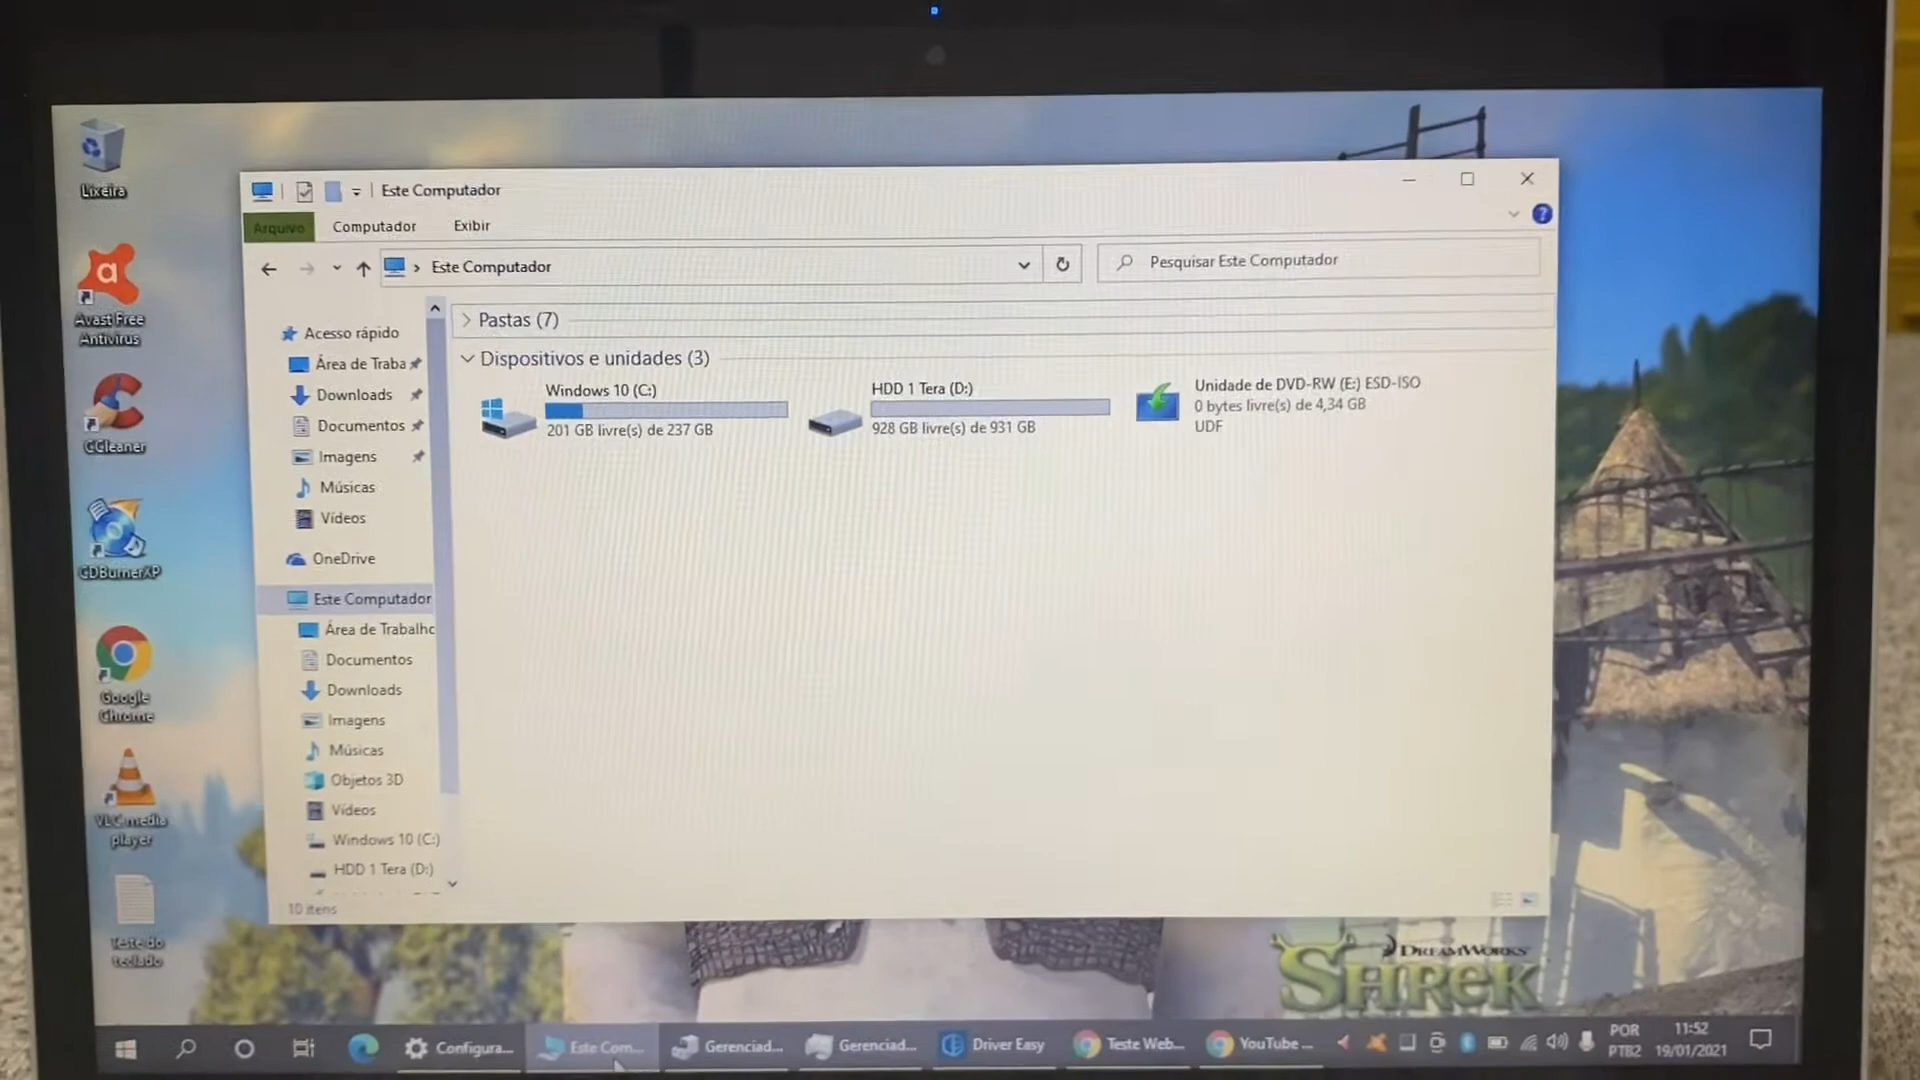 Lixeira
Avast Free
Antivirus
CCleaner
CDBurnerXP
Google
Chrome
VLC media
player
Teste do
teclado
Este Computador
Arquivo
Computador
Exibir
?
> Este Computador
Pesquisar Este Computador
Acesso rápido
Área de Traba
Downloads
Documentos
Imagens
Músicas
Vídeos
OneDrive
Este Computador
Área de Trabalhc
Documentos
Downloads
Imagens
Músicas
Objetos 3D
Vídeos
Windows 10 (C:)
HDD 1 Tera (D:)
10 itens
Pastas (7)
Dispositivos e unidades (3)
Windows 10 (C:)
201 GB livre(s) de 237 GB
HDD 1 Tera (D:)
928 GB livre(s) de 931 GB
Unidade de DVD-RW (E:) ESD-ISO
0 bytes livre(s) de 4,34 GB
UDF
DREAMWORKS
SHREK
Configura...
Este Com...
Gerenciad...
Gerenciad...
Driver Easy
Teste Web...
YouTube ...
POR
PTB2
11:52
19/01/2021